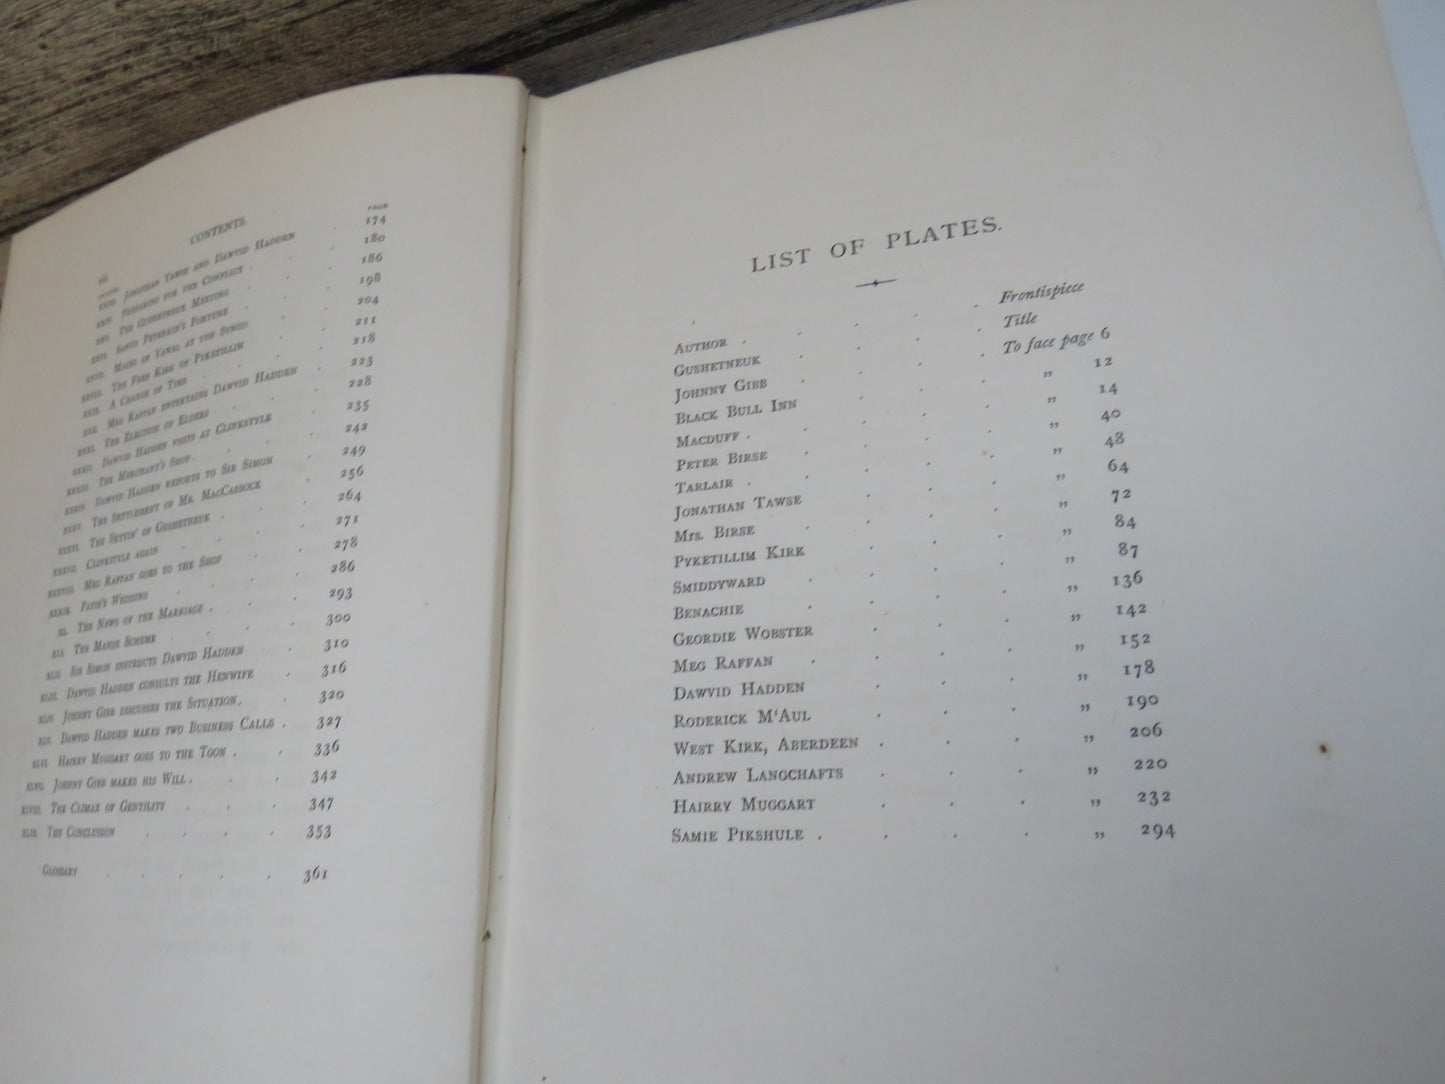 CONTENTS.
viii
CHAPTER PAGE
XXIII. JONATHAN TAWSE AND DAWVID HADDEN . 174
XXIV. PREPARING FOR THE CONFLICT . . . 180
XXV. THE GUSHETNEUK MEETING . . . 186
XXVI. SANDY PETERKIN'S FORTUNE . . . 198
XXVII. MAINS OF YAWAL AT THE SYNOD . . 204
XXVIII. THE FREE KIRK OF PYKETILLIM . . 211
XXIX. A CHANGE OF TIME . . . 218
XXX. MEG RAFFAN ENTERTAINS DAWVID HADDEN . 223
XXXI. THE ELECTION OF ELDERS . . . 228
XXXII. DAWVID HADDEN VISITS AT CLINKSTYLE . 235
XXXIII. THE MERCHANT'S SHOP . . . 242
XXXIV. DAWVID HADDEN REPORTS TO SIR SIMON . 249
XXXV. THE SETTLEMENT OF MR. MACCASSOCK . 256
XXXVI. THE SETTIN' OF GUSHETNEUK . . . 264
XXXVII. CLINKSTYLE AGAIN . . . . 271
XXXVIII. MEG RAFFAN GOES TO THE SHOP . . 278
XXXIX. PATIE'S WEDDING . . . . 286
XL. THE NEWS OF THE MARRIAGE . . . 293
XLI. THE MANSE SCHEME . . . . 300
XLII. SIR SIMON INSTRUCTS DAWVID HADDEN . 310
XLIII. DAWVID HADDEN CONSULTS THE HENWIFE . 316
XLIV. JOHNNY GIBB DISCUSSES THE SITUATION . . 320
XLV. DAWVID HADDEN MAKES TWO BUSINESS CALLS . 327
XLVI. HAIRRY MUGGART GOES TO THE TOON . . 336
XLVII. JOHNNY GIBB MAKES HIS WILL . . . 342
XLVIII. THE CLIMAX OF GENTILITY . . . 347
XLIX. THE CONCLUSION . . . . 353
GLOSSARY . . . . . 361
LIST OF PLATES.
AUTHOR . . . . . Frontispiece
GUSHETNEUK . . . Title
JOHNNY GIBB . . . . To face page 6
BLACK BULL INN . . . „ 12
MACDUFF . . . . „ 14
PETER BIRSE . . . . „ 40
TARLAIR . . . . „ 48
JONATHAN TAWSE . . . „ 64
MRS. BIRSE . . . . „ 72
PYKETILLIM KIRK . . . „ 84
SMIDDYWARD . . . . „ 87
BENACHIE . . . . „ 136
GEORDIE WOBSTER . . . „ 142
MEG RAFFAN . . . . „ 152
DAWVID HADDEN . . . „ 178
RODERICK M'AUL . . . „ 190
WEST KIRK, ABERDEEN . . . „ 206
ANDREW LANGCHAFTS . . . „ 220
HAIRRY MUGGART . . . „ 232
SAMIE PIKSHULE . . . . „ 294